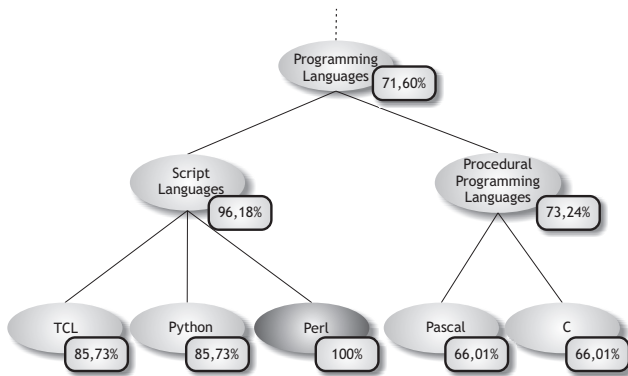 Programming
Languages
71,60%
Script
Languages
96,18%
Procedural
Programming
Languages
73,24%
TCL
85,73%
Python
85,73%
Perl
100%
Pascal
66,01%
C
66,01%